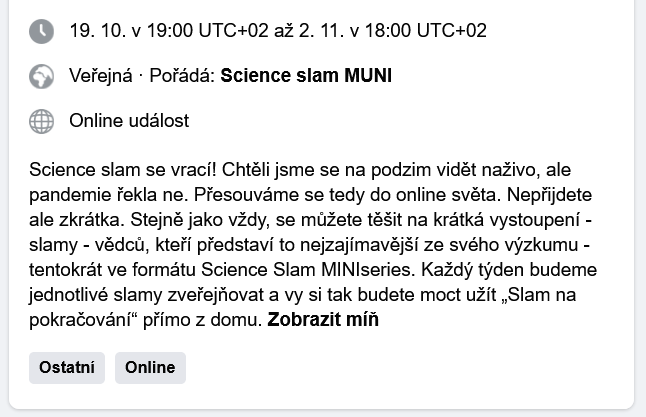 19. 10. v 19:00 UTC+02 až 2. 11. v 18:00 UTC+02
Veřejná · Pořádá: Science slam MUNI
Online událost
Science slam se vrací! Chtěli jsme se na podzim vidět naživo, ale
pandemie řekla ne. Přesouváme se tedy do online světa. Nepřijdete
ale zkrátka. Stejně jako vždy, se můžete těšit na krátká vystoupení -
slamy - vědců, kteří představí to nejzajímavější ze svého výzkumu -
tentokrát ve formátu Science Slam MINIseries. Každý týden budeme
jednotlivé slamy zveřejňovat a vy si tak budete moct užít „Slam na
pokračování“ přímo z domu. Zobrazit míň
Ostatní Online